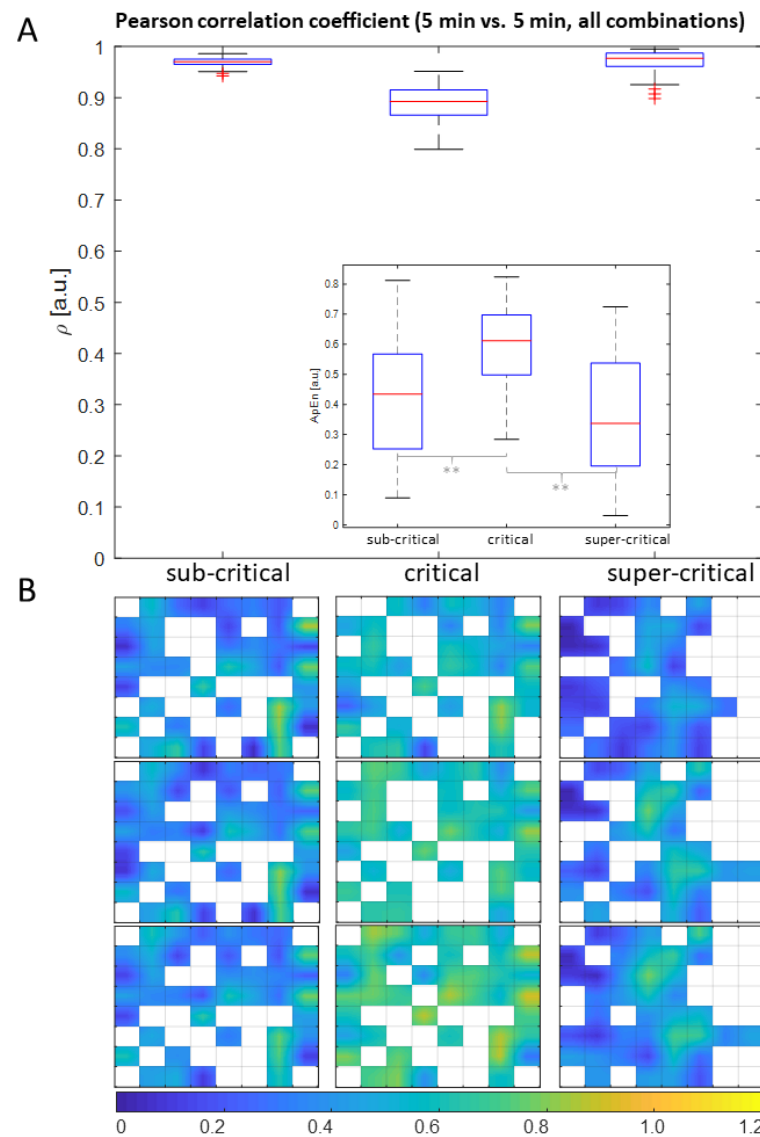 A
Pearson correlation coefficient (5 min vs. 5 min, all combinations)
1
0.9
0.8
0.7
0.6
0.5
0.4
0.3
0.2
0.1
0
ρ [a.u.]
0.8
0.7
0.6
0.5
0.4
0.3
0.2
0.1
0
ApEn [a.u]
** **
sub-critical critical super-critical
sub-critical critical super-critical
B
0 0.2 0.4 0.6 0.8 1.0 1.2